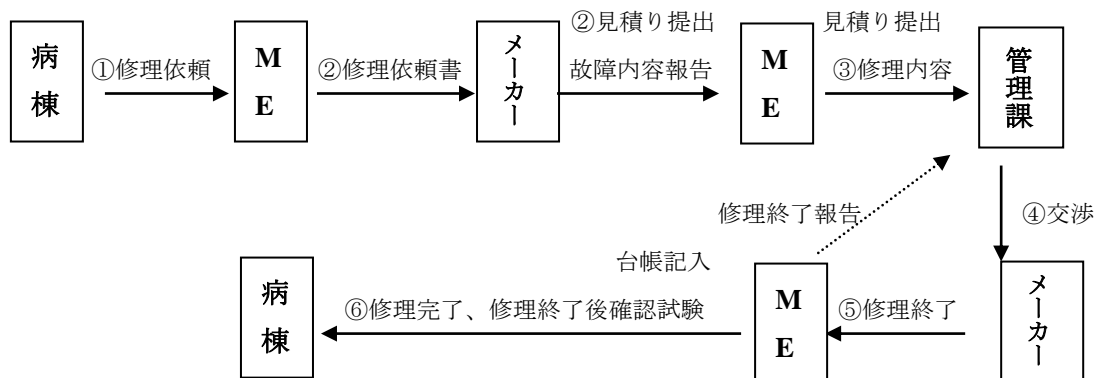 ②見積り提出
見積り提出
病棟
①修理依頼
ME
②修理依頼書
メーカー
故障内容報告
ME
③修理内容
管理課
修理終了報告
④交渉
台帳記入
病棟
⑥修理完了、修理終了後確認試験
ME
⑤修理終了
メーカー